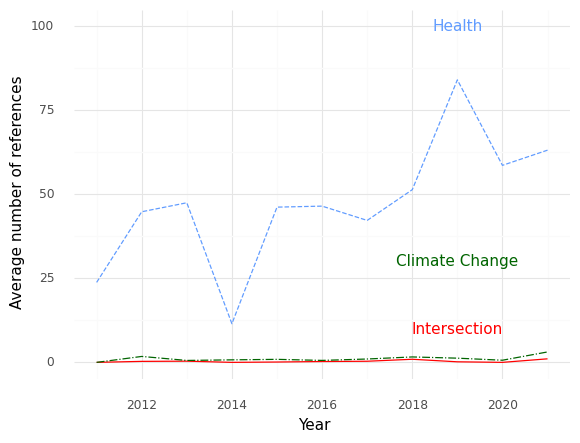 Health
100
75
50
25
0
Climate Change
Intersection
Average number of references
2012 2014 2016 2018 2020
Year